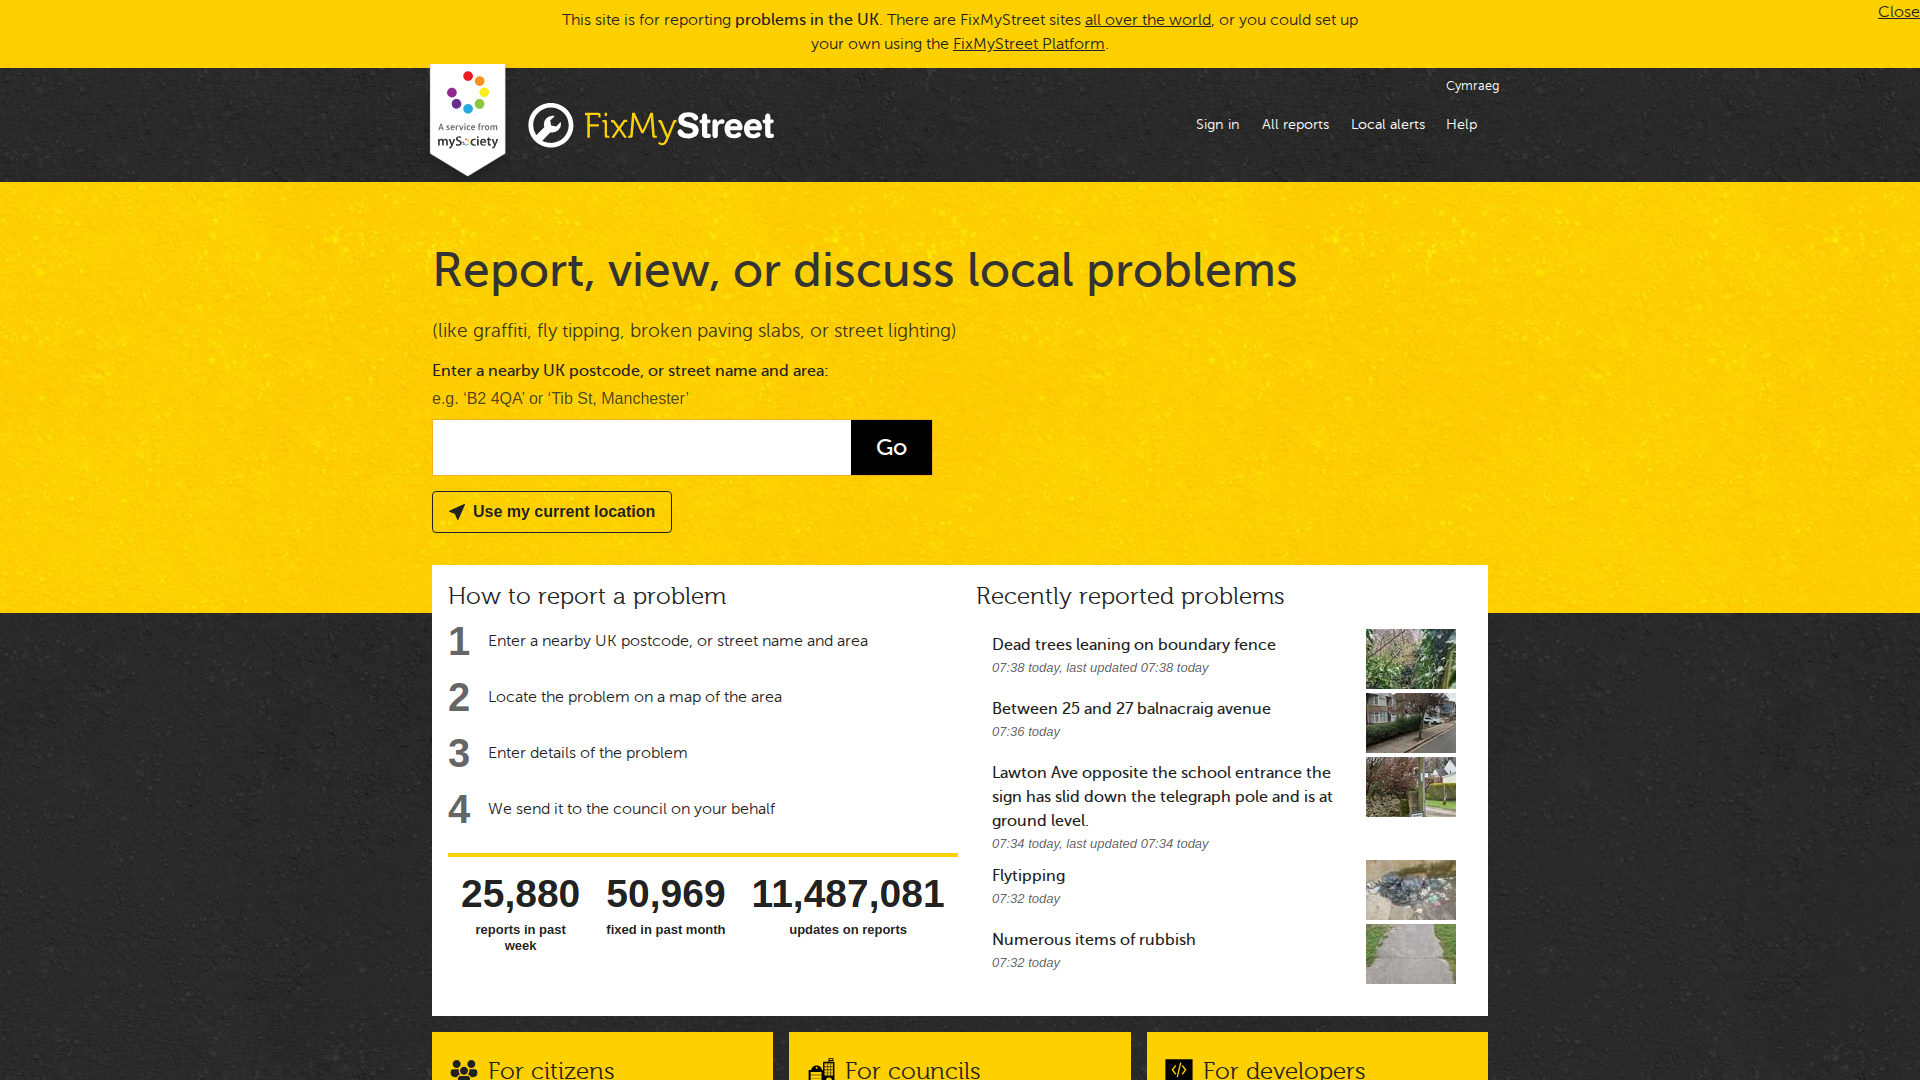 This site is for reporting problems in the UK. There are FixMyStreet sites all over the world, or you could set up
your own using the FixMyStreet Platform.
Close
A service from
mySociety
FixMyStreet
Cymraeg
Sign in
All reports
Local alerts
Help
Report, view, or discuss local problems
(like graffiti, fly tipping, broken paving slabs, or street lighting)
Enter a nearby UK postcode, or street name and area:
e.g. ‘B2 4QA’ or ‘Tib St, Manchester’
Go
Use my current location
How to report a problem
1 Enter a nearby UK postcode, or street name and area
2 Locate the problem on a map of the area
3 Enter details of the problem
4 We send it to the council on your behalf
25,880
reports in past
week
50,969
fixed in past month
11,487,081
updates on reports
Recently reported problems
Dead trees leaning on boundary fence
07:38 today, last updated 07:38 today
Between 25 and 27 balnacraig avenue
07:36 today
Lawton Ave opposite the school entrance the
sign has slid down the telegraph pole and is at
ground level.
07:34 today, last updated 07:34 today
Flytipping
07:32 today
Numerous items of rubbish
07:32 today
For citizens
For councils
For developers